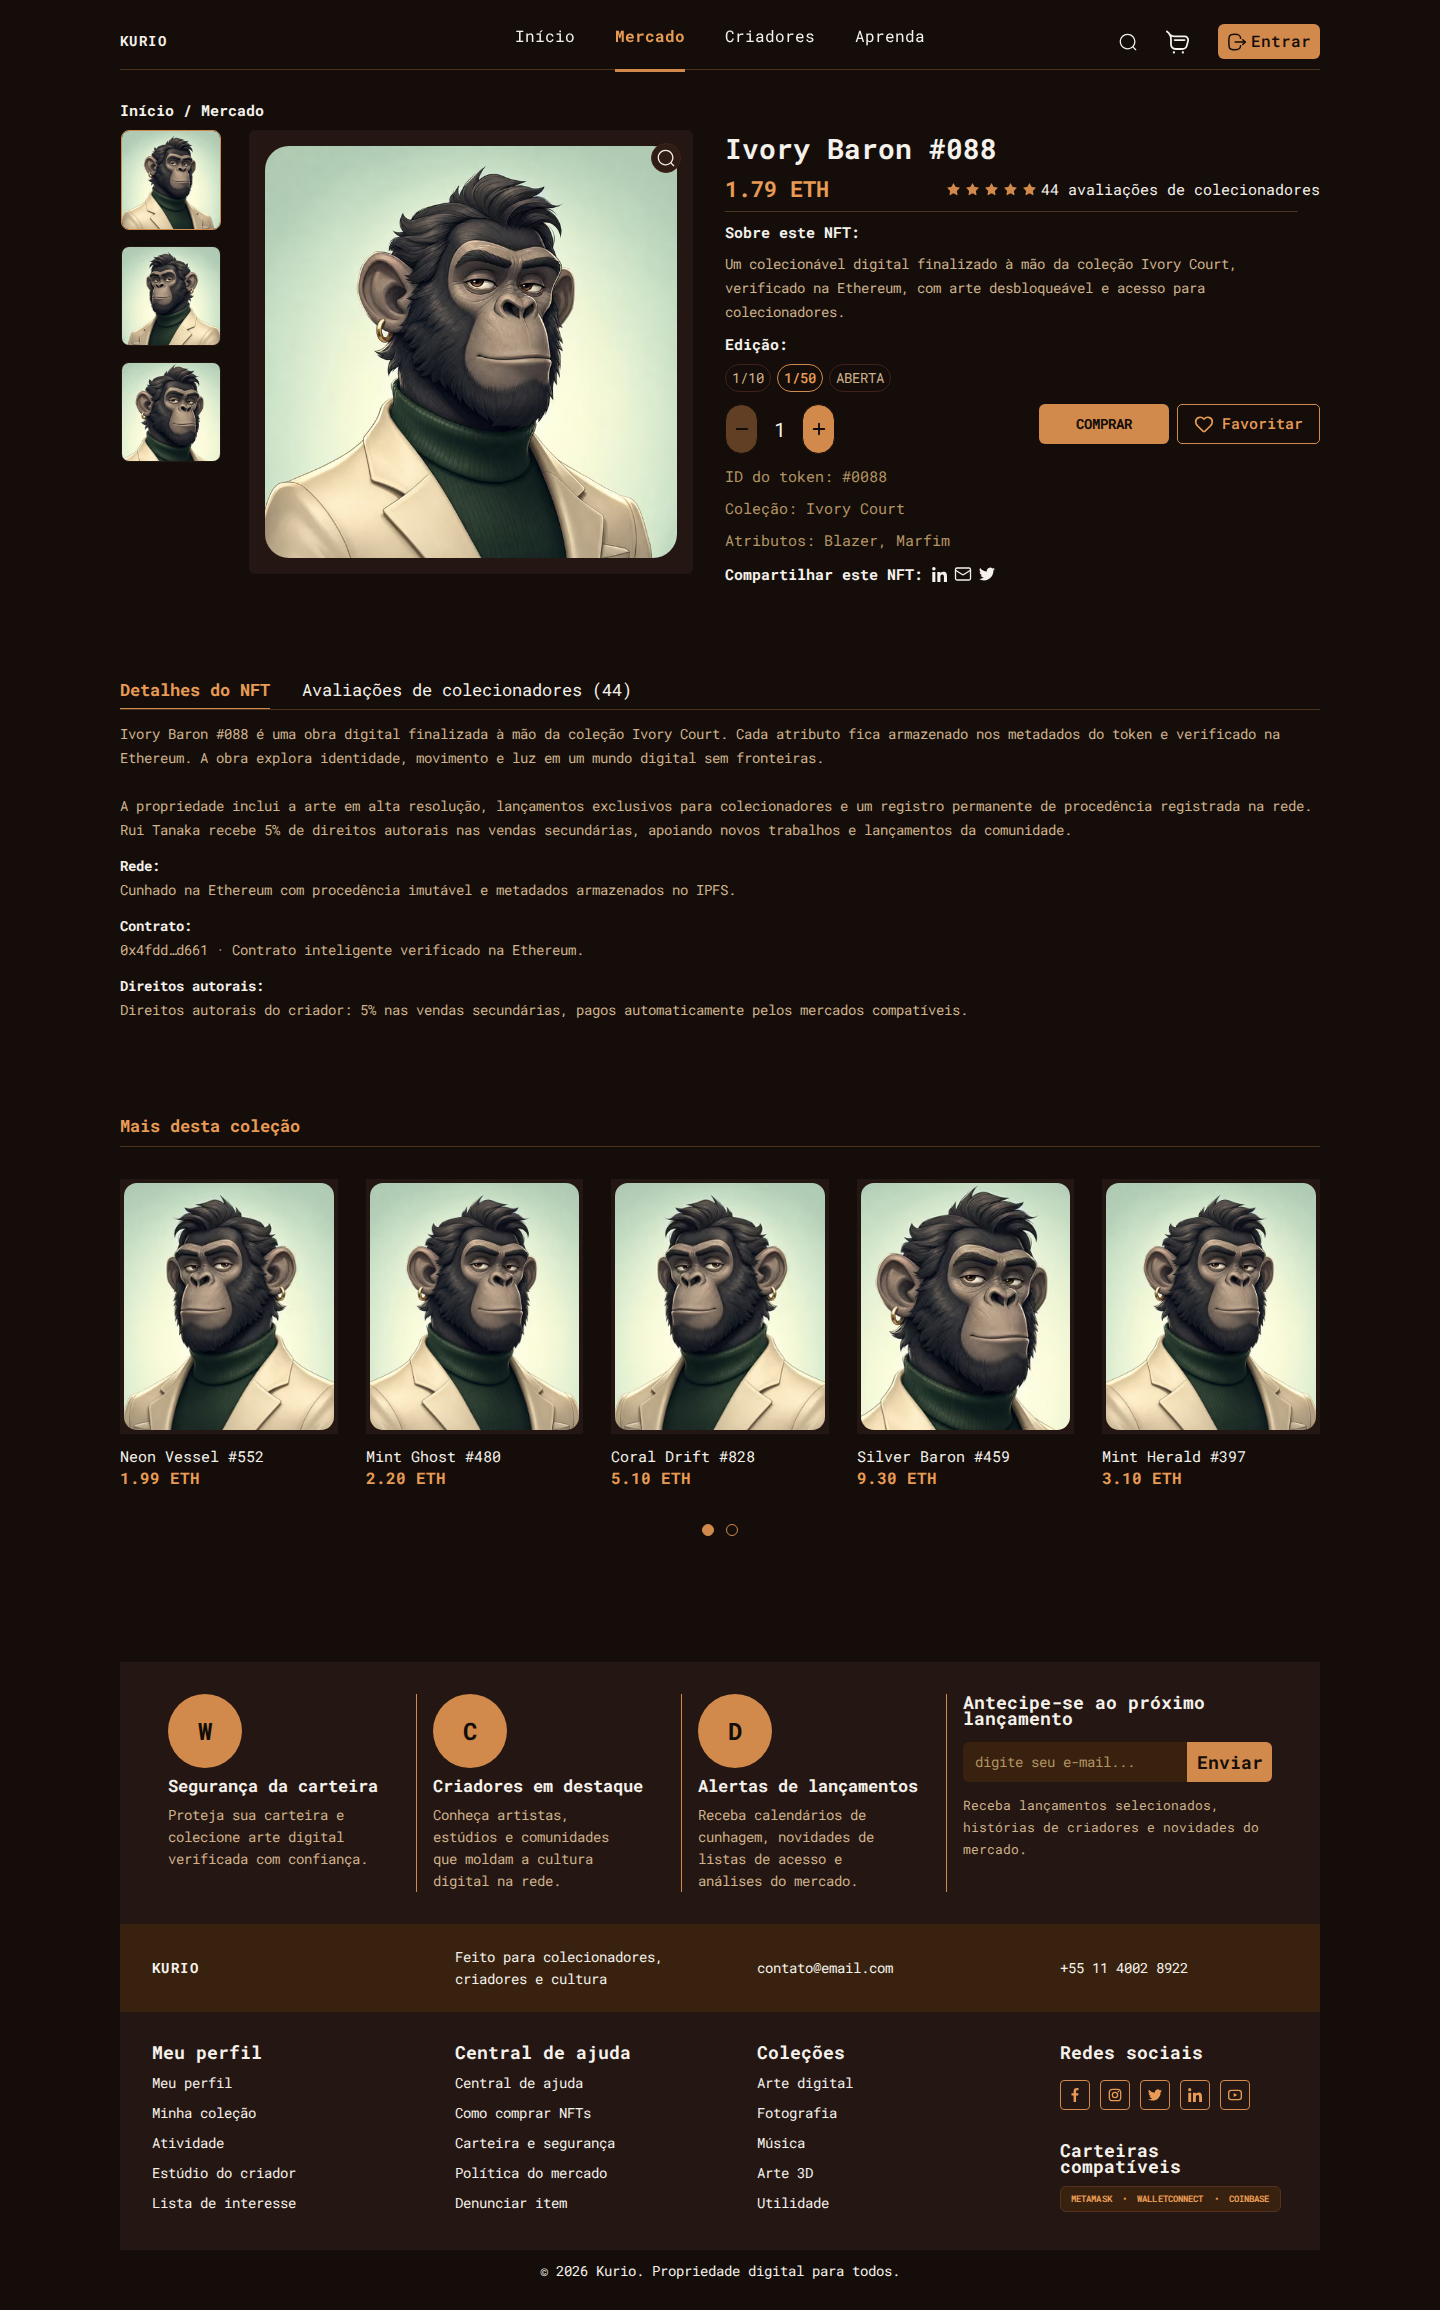 KURIO
Início
Mercado
Criadores
Aprenda
Entrar
Início / Mercado
Ivory Baron #088
1.79 ETH
44 avaliações de colecionadores
Sobre este NFT:
Um colecionável digital finalizado à mão da coleção Ivory Court,
verificado na Ethereum, com arte desbloqueável e acesso para
colecionadores.
Edição:
1/10
1/50
ABERTA
1
COMPRAR
Favoritar
ID do token: #0088
Coleção: Ivory Court
Atributos: Blazer, Marfim
Compartilhar este NFT:
Detalhes do NFT
Avaliações de colecionadores (44)
Ivory Baron #088 é uma obra digital finalizada à mão da coleção Ivory Court. Cada atributo fica armazenado nos metadados do token e verificado na
Ethereum. A obra explora identidade, movimento e luz em um mundo digital sem fronteiras.
A propriedade inclui a arte em alta resolução, lançamentos exclusivos para colecionadores e um registro permanente de procedência registrada na rede.
Rui Tanaka recebe 5% de direitos autorais nas vendas secundárias, apoiando novos trabalhos e lançamentos da comunidade.
Rede:
Cunhado na Ethereum com procedência imutável e metadados armazenados no IPFS.
Contrato:
0x4fdd…d661 · Contrato inteligente verificado na Ethereum.
Direitos autorais:
Direitos autorais do criador: 5% nas vendas secundárias, pagos automaticamente pelos mercados compatíveis.
Mais desta coleção
Neon Vessel #552
1.99 ETH
Mint Ghost #480
2.20 ETH
Coral Drift #828
5.10 ETH
Silver Baron #459
9.30 ETH
Mint Herald #397
3.10 ETH
W
Segurança da carteira
Proteja sua carteira e
colecione arte digital
verificada com confiança.
C
Criadores em destaque
Conheça artistas,
estúdios e comunidades
que moldam a cultura
digital na rede.
D
Alertas de lançamentos
Receba calendários de
cunhagem, novidades de
listas de acesso e
análises do mercado.
Antecipe-se ao próximo
lançamento
digite seu e-mail...
Enviar
Receba lançamentos selecionados,
histórias de criadores e novidades do
mercado.
KURIO
Feito para colecionadores,
criadores e cultura
contato@email.com
+55 11 4002 8922
Meu perfil
Meu perfil
Minha coleção
Atividade
Estúdio do criador
Lista de interesse
Central de ajuda
Central de ajuda
Como comprar NFTs
Carteira e segurança
Política do mercado
Denunciar item
Coleções
Arte digital
Fotografia
Música
Arte 3D
Utilidade
Redes sociais
Carteiras
compatíveis
METAMASK · WALLETCONNECT · COINBASE
© 2026 Kurio. Propriedade digital para todos.